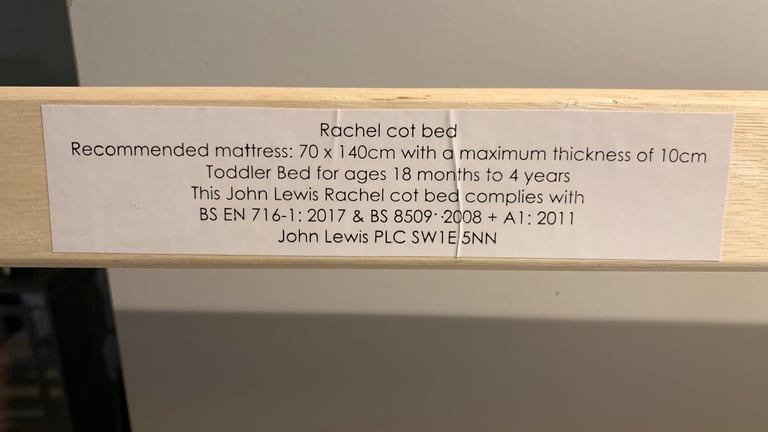 Rachel cot bed
Recommended mattress: 70 x 140cm with a maximum thickness of 10cm
Toddler Bed for ages 18 months to 4 years
This John Lewis Rachel cot bed complies with
BS EN 716-1: 2017 & BS 8509: 2008 + A1: 2011
John Lewis PLC SW1E 5NN